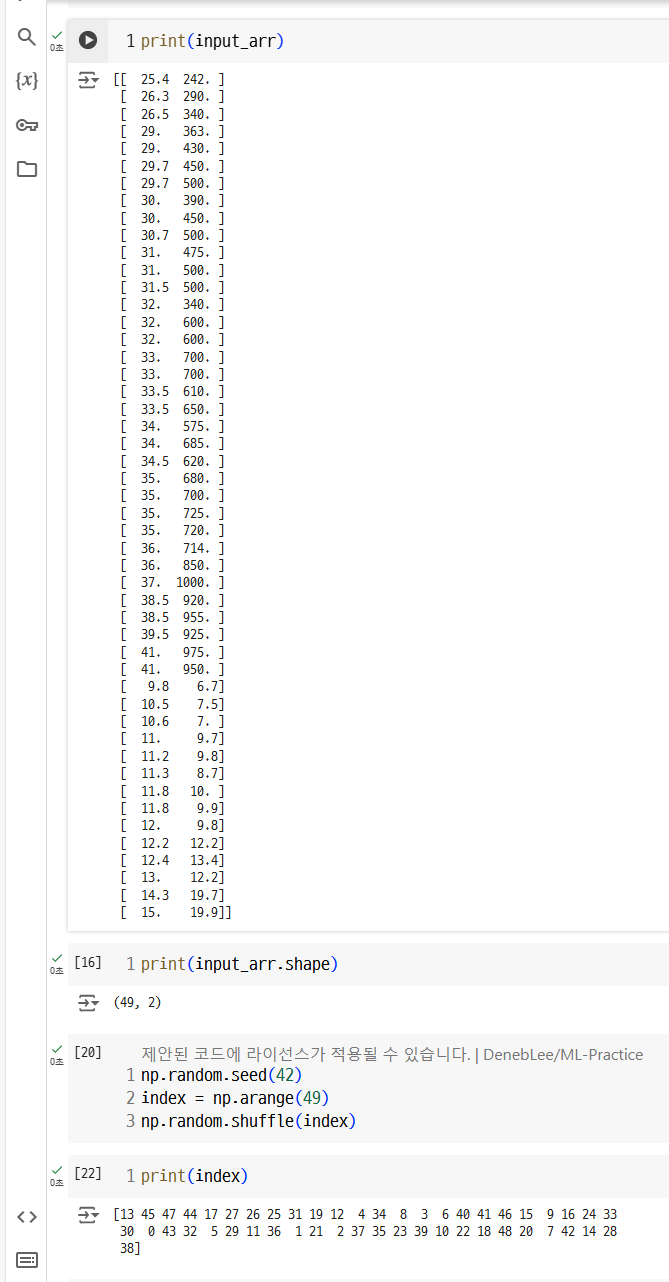 {x}
0초
1 print(input_arr)
[[  25.4  242. ]
 [  26.3  290. ]
 [  26.5  340. ]
 [  29.   363. ]
 [  29.   430. ]
 [  29.7  450. ]
 [  29.7  500. ]
 [  30.   390. ]
 [  30.   450. ]
 [  30.7  500. ]
 [  31.   475. ]
 [  31.   500. ]
 [  31.5  500. ]
 [  32.   340. ]
 [  32.   600. ]
 [  32.   600. ]
 [  33.   700. ]
 [  33.   700. ]
 [  33.5  610. ]
 [  33.5  650. ]
 [  34.   575. ]
 [  34.   685. ]
 [  34.5  620. ]
 [  35.   680. ]
 [  35.   700. ]
 [  35.   725. ]
 [  35.   720. ]
 [  36.   714. ]
 [  36.   850. ]
 [  37.  1000. ]
 [  38.5  920. ]
 [  38.5  955. ]
 [  39.5  925. ]
 [  41.   975. ]
 [  41.   950. ]
 [   9.8    6.7]
 [  10.5    7.5]
 [  10.6    7. ]
 [  11.     9.7]
 [  11.2    9.8]
 [  11.3    8.7]
 [  11.8   10. ]
 [  11.8    9.9]
 [  12.     9.8]
 [  12.2   12.2]
 [  12.4   13.4]
 [  13.    12.2]
 [  14.3   19.7]
 [  15.    19.9]]
0초 [16] 1 print(input_arr.shape)
(49, 2)
0초 [20] 제안된 코드에 라이선스가 적용될 수 있습니다. | DenebLee/ML-Practice
1 np.random.seed(42)
2 index = np.arange(49)
3 np.random.shuffle(index)
0초 [22] 1 print(index)
[13 45 47 44 17 27 26 25 31 19 12  4 34  8  3  6 40 41 46 15  9 16 24 33
 30  0 43 32  5 29 11 36  1 21  2 37 35 23 39 10 22 18 48 20  7 42 14 28
 38]